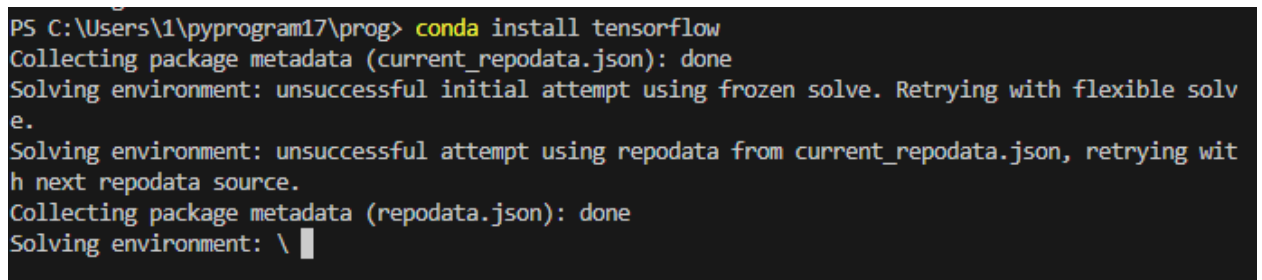 PS C:\Users\1\pyprogram17\prog> conda install tensorflow
Collecting package metadata (current_repodata.json): done
Solving environment: unsuccessful initial attempt using frozen solve. Retrying with flexible solv
e.
Solving environment: unsuccessful attempt using repodata from current_repodata.json, retrying wit
h next repodata source.
Collecting package metadata (repodata.json): done
Solving environment: \